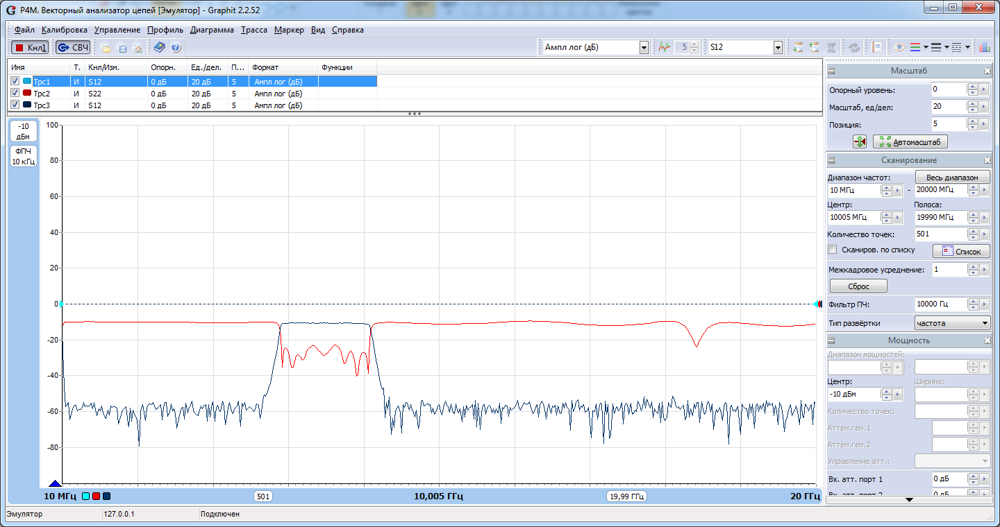 Р4М. Векторный анализатор цепей [Эмулятор] - Graphit 2.2.52
Файл Калибровка Управление Профиль Диаграмма Трасса Маркер Вид Справка
Кнл1 СВЧ Ампл лог (дБ) 5 S12
Имя Т. Кнл/Изм. Опорн. Ед./дел. П... Формат Функции
Трс1 И S12 0 дБ 20 дБ 5 Ампл лог (дБ)
Трс2 И S22 0 дБ 20 дБ 5 Ампл лог (дБ)
Трс3 И S12 0 дБ 20 дБ 5 Ампл лог (дБ)
-10
дБм
ФПЧ
10 кГц
100
80
60
40
20
0
-20
-40
-60
-80
10 МГц 501 10,005 ГГц 19,99 ГГц 20 ГГц
Масштаб
Опорный уровень: 0
Масштаб, ед/дел: 20
Позиция: 5
Автомасштаб
Сканирование
Диапазон частот: Весь диапазон
10 МГц - 20000 МГц
Центр: Полоса:
10005 МГц 19990 МГц
Количество точек: 501
Сканиров. по списку Список
Межкадровое усреднение: 1
Сброс
Фильтр ПЧ: 10000 Гц
Тип развёртки частота
Мощность
Диапазон мощностей:
-
Центр: Ширина:
-10 дБм
Количество точек:
Аттен.ген.1
Аттен.ген.2
Управление атт.:
Вх. атт. порт 1 0 дБ
Вх. атт. порт 2 0 дБ
Эмулятор 127.0.0.1 Подключен